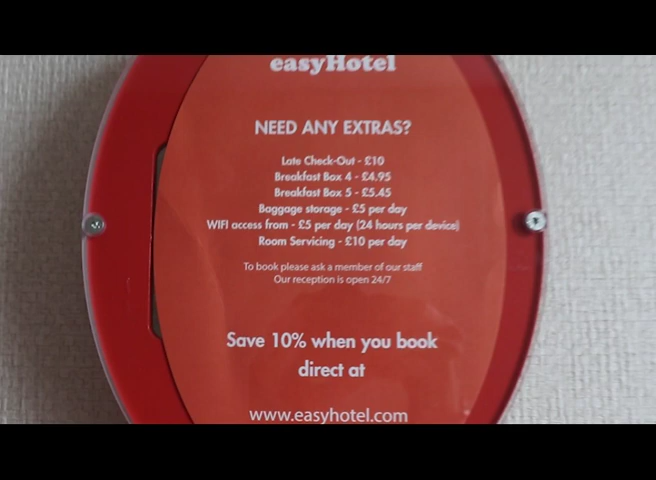 easyHotel
NEED ANY EXTRAS?
Late Check-Out - £10
Breakfast Box 4 - £4.95
Breakfast Box 5 - £5.45
Baggage storage - £5 per day
WIFI access from - £5 per day (24 hours per device)
Room Servicing - £10 per day
To book please ask a member of our staff
Our reception is open 24/7
Save 10% when you book
direct at
www.easyhotel.com